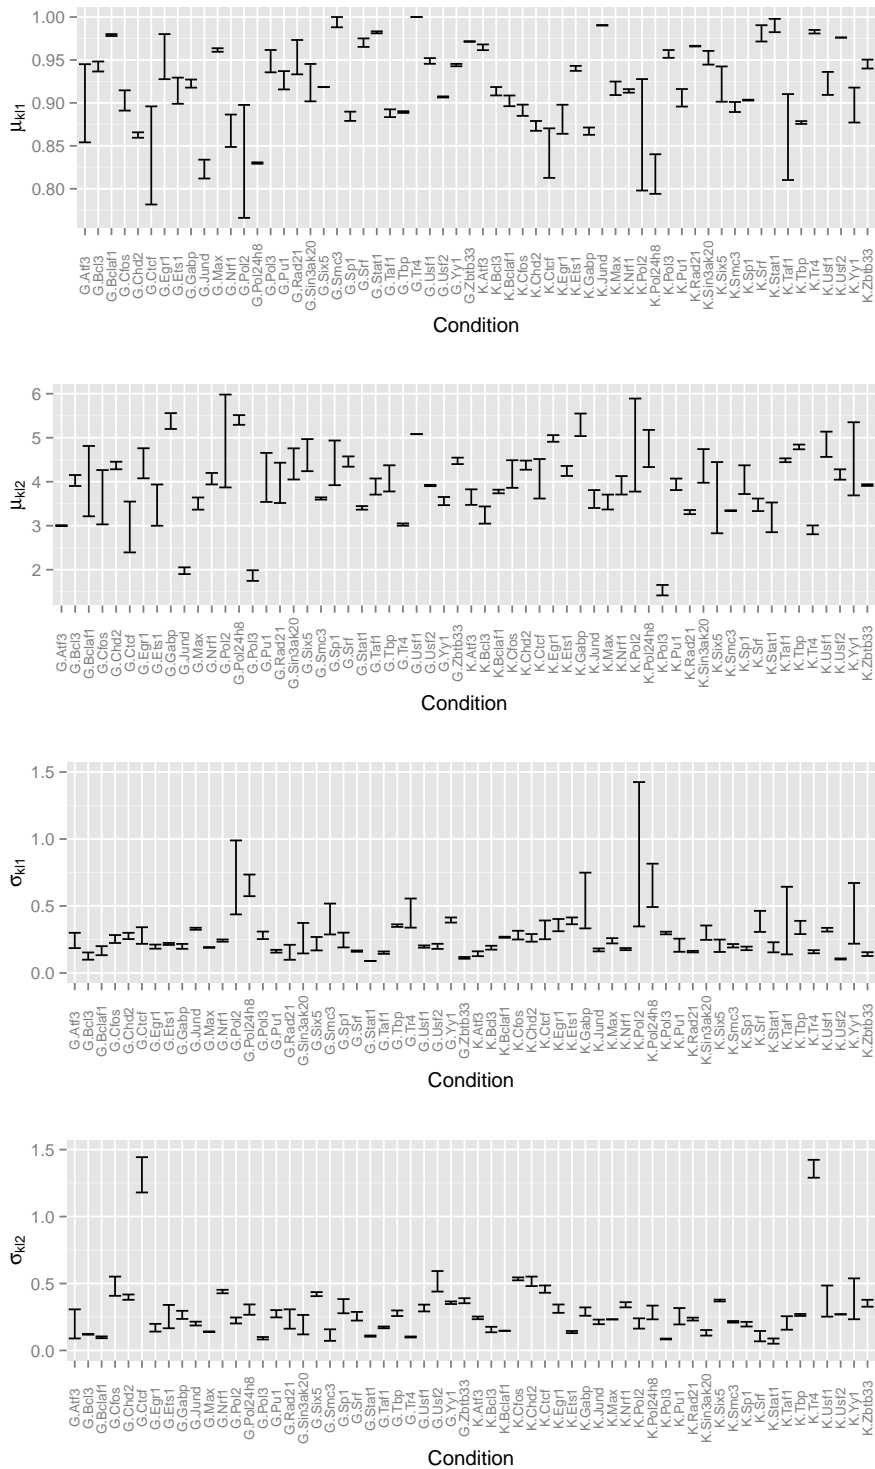 μkl1
1.00
0.95
0.90
0.85
0.80
G.Atf3 G.Bcl3 G.Bclaf1 G.Cfos G.Chd2 G.Ctcf G.Egr1 G.Ets1 G.Gabp G.Jund G.Max G.Nrf1 G.Pol2 G.Pol24h8 G.Pol3 G.Pu1 G.Rad21 G.Sin3ak20 G.Six5 G.Smc3 G.Sp1 G.Srf G.Stat1 G.Taf1 G.Tbp G.Tr4 G.Usf1 G.Usf2 G.Yy1 G.Zbtb33 K.Atf3 K.Bcl3 K.Bclaf1 K.Cfos K.Chd2 K.Ctcf K.Egr1 K.Ets1 K.Gabp K.Jund K.Max K.Nrf1 K.Pol2 K.Pol24h8 K.Pol3 K.Pu1 K.Rad21 K.Sin3ak20 K.Six5 K.Smc3 K.Sp1 K.Srf K.Stat1 K.Taf1 K.Tbp K.Tr4 K.Usf1 K.Usf2 K.Yy1 K.Zbtb33
Condition
μkl2
6
5
4
3
2
G.Atf3 G.Bcl3 G.Bclaf1 G.Cfos G.Chd2 G.Ctcf G.Egr1 G.Ets1 G.Gabp G.Jund G.Max G.Nrf1 G.Pol2 G.Pol24h8 G.Pol3 G.Pu1 G.Rad21 G.Sin3ak20 G.Six5 G.Smc3 G.Sp1 G.Srf G.Stat1 G.Taf1 G.Tbp G.Tr4 G.Usf1 G.Usf2 G.Yy1 G.Zbtb33 K.Atf3 K.Bcl3 K.Bclaf1 K.Cfos K.Chd2 K.Ctcf K.Egr1 K.Ets1 K.Gabp K.Jund K.Max K.Nrf1 K.Pol2 K.Pol24h8 K.Pol3 K.Pu1 K.Rad21 K.Sin3ak20 K.Six5 K.Smc3 K.Sp1 K.Srf K.Stat1 K.Taf1 K.Tbp K.Tr4 K.Usf1 K.Usf2 K.Yy1 K.Zbtb33
Condition
σkl1
1.5
1.0
0.5
0.0
G.Atf3 G.Bcl3 G.Bclaf1 G.Cfos G.Chd2 G.Ctcf G.Egr1 G.Ets1 G.Gabp G.Jund G.Max G.Nrf1 G.Pol2 G.Pol24h8 G.Pol3 G.Pu1 G.Rad21 G.Sin3ak20 G.Six5 G.Smc3 G.Sp1 G.Srf G.Stat1 G.Taf1 G.Tbp G.Tr4 G.Usf1 G.Usf2 G.Yy1 G.Zbtb33 K.Atf3 K.Bcl3 K.Bclaf1 K.Cfos K.Chd2 K.Ctcf K.Egr1 K.Ets1 K.Gabp K.Jund K.Max K.Nrf1 K.Pol2 K.Pol24h8 K.Pol3 K.Pu1 K.Rad21 K.Sin3ak20 K.Six5 K.Smc3 K.Sp1 K.Srf K.Stat1 K.Taf1 K.Tbp K.Tr4 K.Usf1 K.Usf2 K.Yy1 K.Zbtb33
Condition
σkl2
1.5
1.0
0.5
0.0
G.Atf3 G.Bcl3 G.Bclaf1 G.Cfos G.Chd2 G.Ctcf G.Egr1 G.Ets1 G.Gabp G.Jund G.Max G.Nrf1 G.Pol2 G.Pol24h8 G.Pol3 G.Pu1 G.Rad21 G.Sin3ak20 G.Six5 G.Smc3 G.Sp1 G.Srf G.Stat1 G.Taf1 G.Tbp G.Tr4 G.Usf1 G.Usf2 G.Yy1 G.Zbtb33 K.Atf3 K.Bcl3 K.Bclaf1 K.Cfos K.Chd2 K.Ctcf K.Egr1 K.Ets1 K.Gabp K.Jund K.Max K.Nrf1 K.Pol2 K.Pol24h8 K.Pol3 K.Pu1 K.Rad21 K.Sin3ak20 K.Six5 K.Smc3 K.Sp1 K.Srf K.Stat1 K.Taf1 K.Tbp K.Tr4 K.Usf1 K.Usf2 K.Yy1 K.Zbtb33
Condition